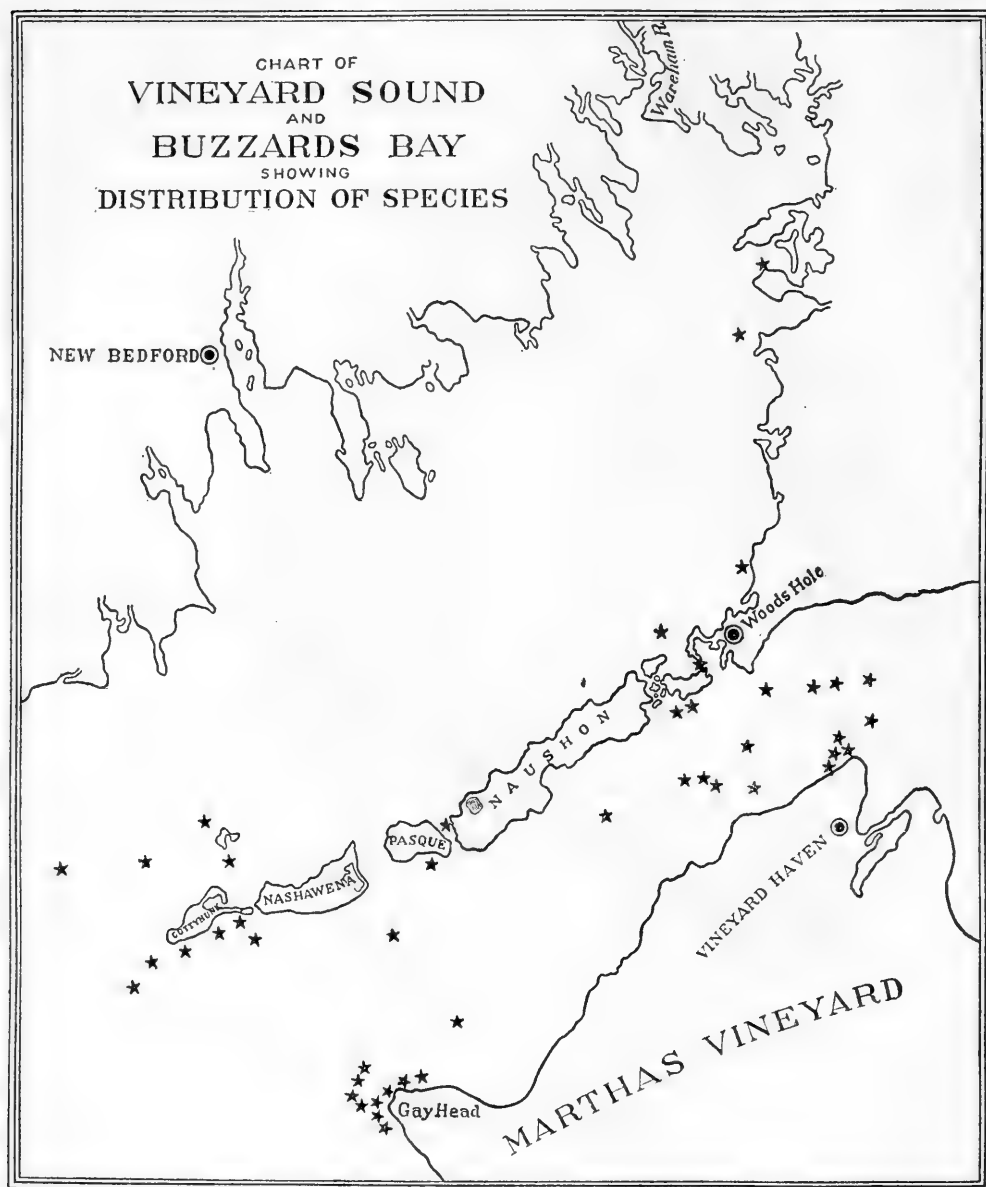 CHART OF
VINEYARD SOUND
AND
BUZZARDS BAY
SHOWING
DISTRIBUTION OF SPECIES
Wareham R.
NEW BEDFORD
Woods Hole
NAUSHON
PASQUE
NASHAWENA
CUTTYHUNK
VINEYARD HAVEN
MARTHAS VINEYARD
Gay Head